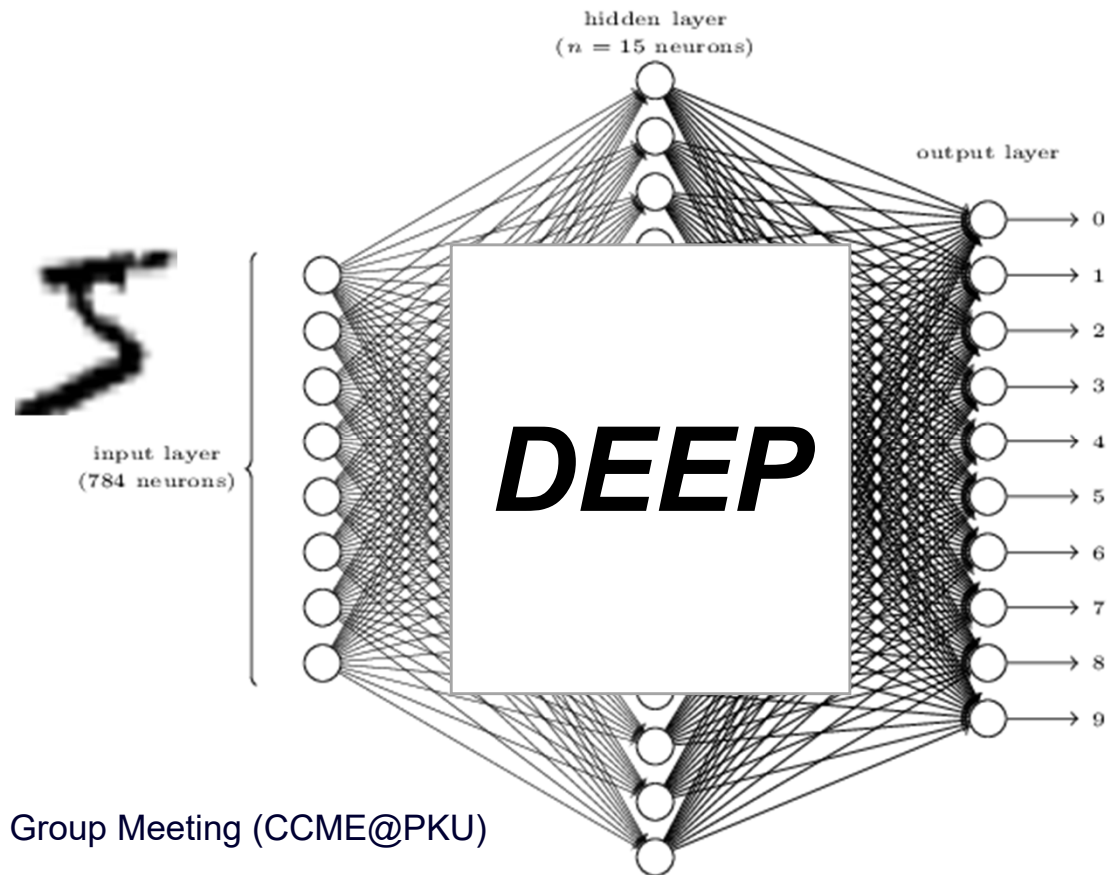 hidden layer
(n = 15 neurons)
output layer
0
1
2
3
4
5
6
7
8
9
input layer
(784 neurons)
DEEP
5
Group Meeting (CCME@PKU)